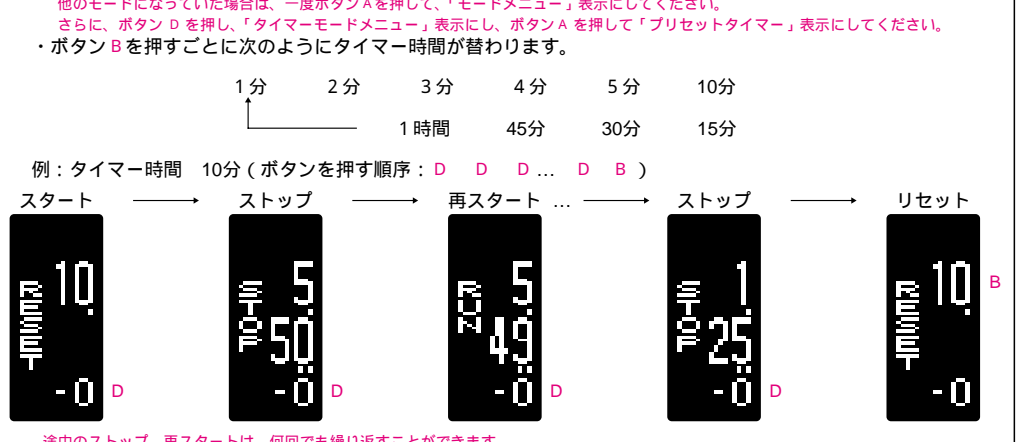 他のモードになっていた場合は、一度ボタンAを押して、「モードメニュー」表示にしてください。
さらに、ボタン D を押し、「タイマーモードメニュー」表示にし、ボタン A を押して「プリセットタイマー」表示にしてください。
・ボタン B を押すごとに次のようにタイマー時間が替わります。
1 分 2 分 3 分 4 分 5 分 10分
1 時間 45分 30分 15分
例：タイマー時間 10分（ボタンを押す順序：D D D … D B ）
スタート ストップ 再スタート … ストップ リセット
RESET 10. -0 D
STOP 5. 50 -0 D
RUN 5. 49 -0 D
STOP 1. 25 -0 D
RESET 10. -0 B
途中のストップ、再スタートは、何回でも繰り返すことができます。